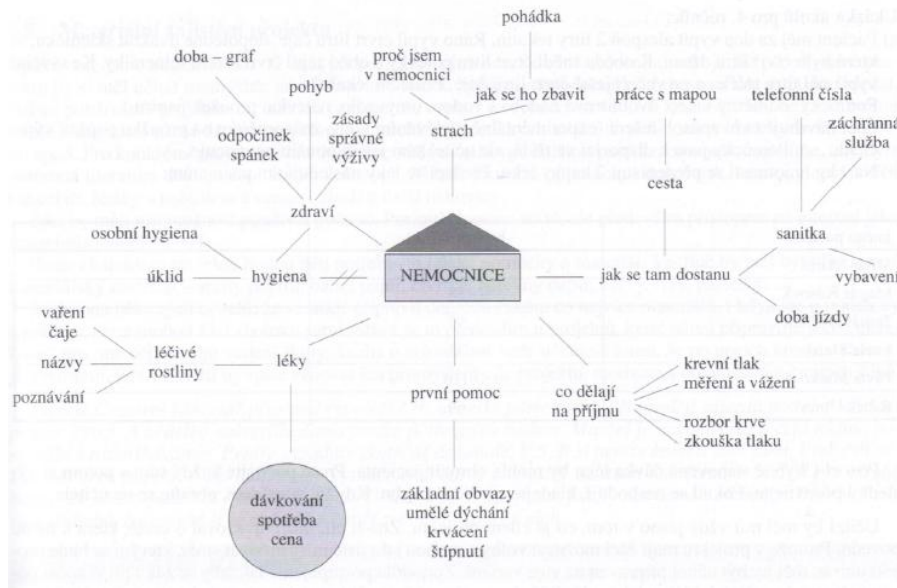 pohádka
doba – graf
byl jsem
v nemocnici
pohyb
jak se ho zbavit
práce s mapou
telefonní čísla
zásady
správné
výživy
odpočinek
spánek
strach
záchranná
služba
cesta
zdraví
osobní hygiena
sanitka
úklid
hygiena
NEMOCNICE
jak se tam dostanu
vybavení
vaření
čaje
doba jízdy
názvy
léčivé
rostliny
léky
krevní tlak
měření a vážení
poznávání
první pomoc
co dělají
na příjmu
rozbor krve
zkouška tlaku
dávkování
spotřeba
cena
základní obvazy
umělé dýchání
krvácení
štípnutí